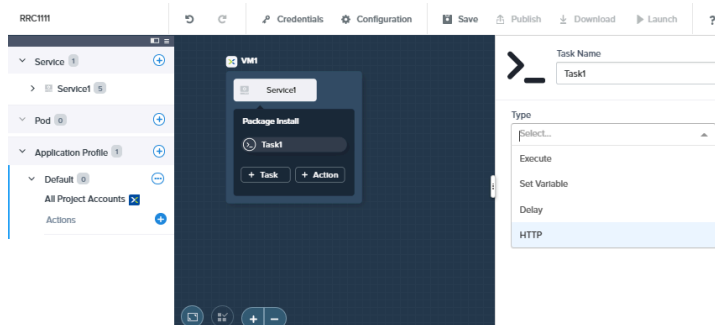 RRC1111
Credentials
Configuration
Save
Publish
Download
Launch
?
Service 1
Service1 5
Pod 0
Application Profile 1
Default 0
All Project Accounts
Actions
VM1
Service1
Package Install
Task1
+ Task
+ Action
Task Name
Task1
Type
Select...
Execute
Set Variable
Delay
HTTP